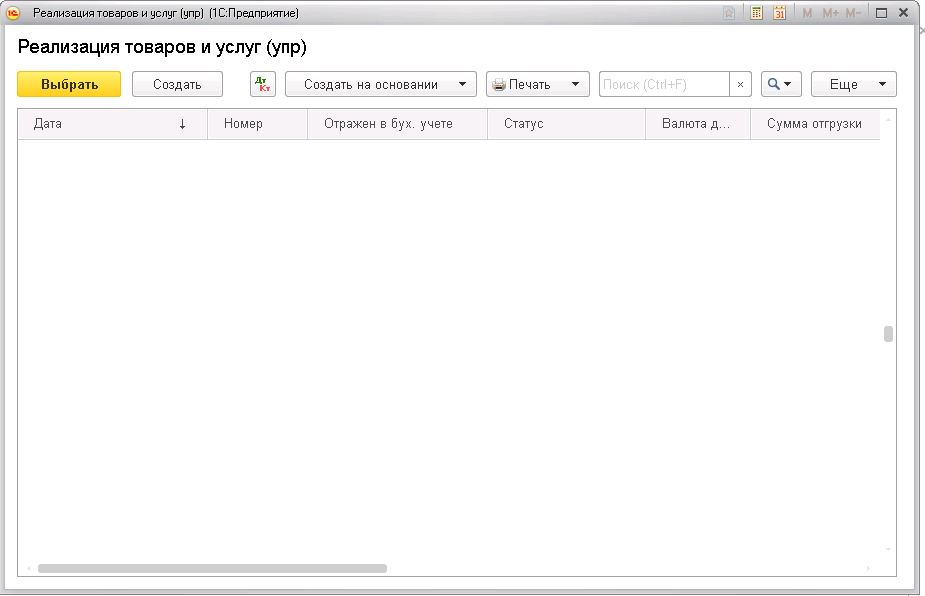 Реализация товаров и услуг (упр) (1С:Предприятие)
M M+ M-
31
Реализация товаров и услуг (упр)
Выбрать Создать Дт Кт Создать на основании Печать Поиск (Ctrl+F) × Еще
Дата ↓ Номер Отражен в бух. учете Статус Валюта д... Сумма отгрузки